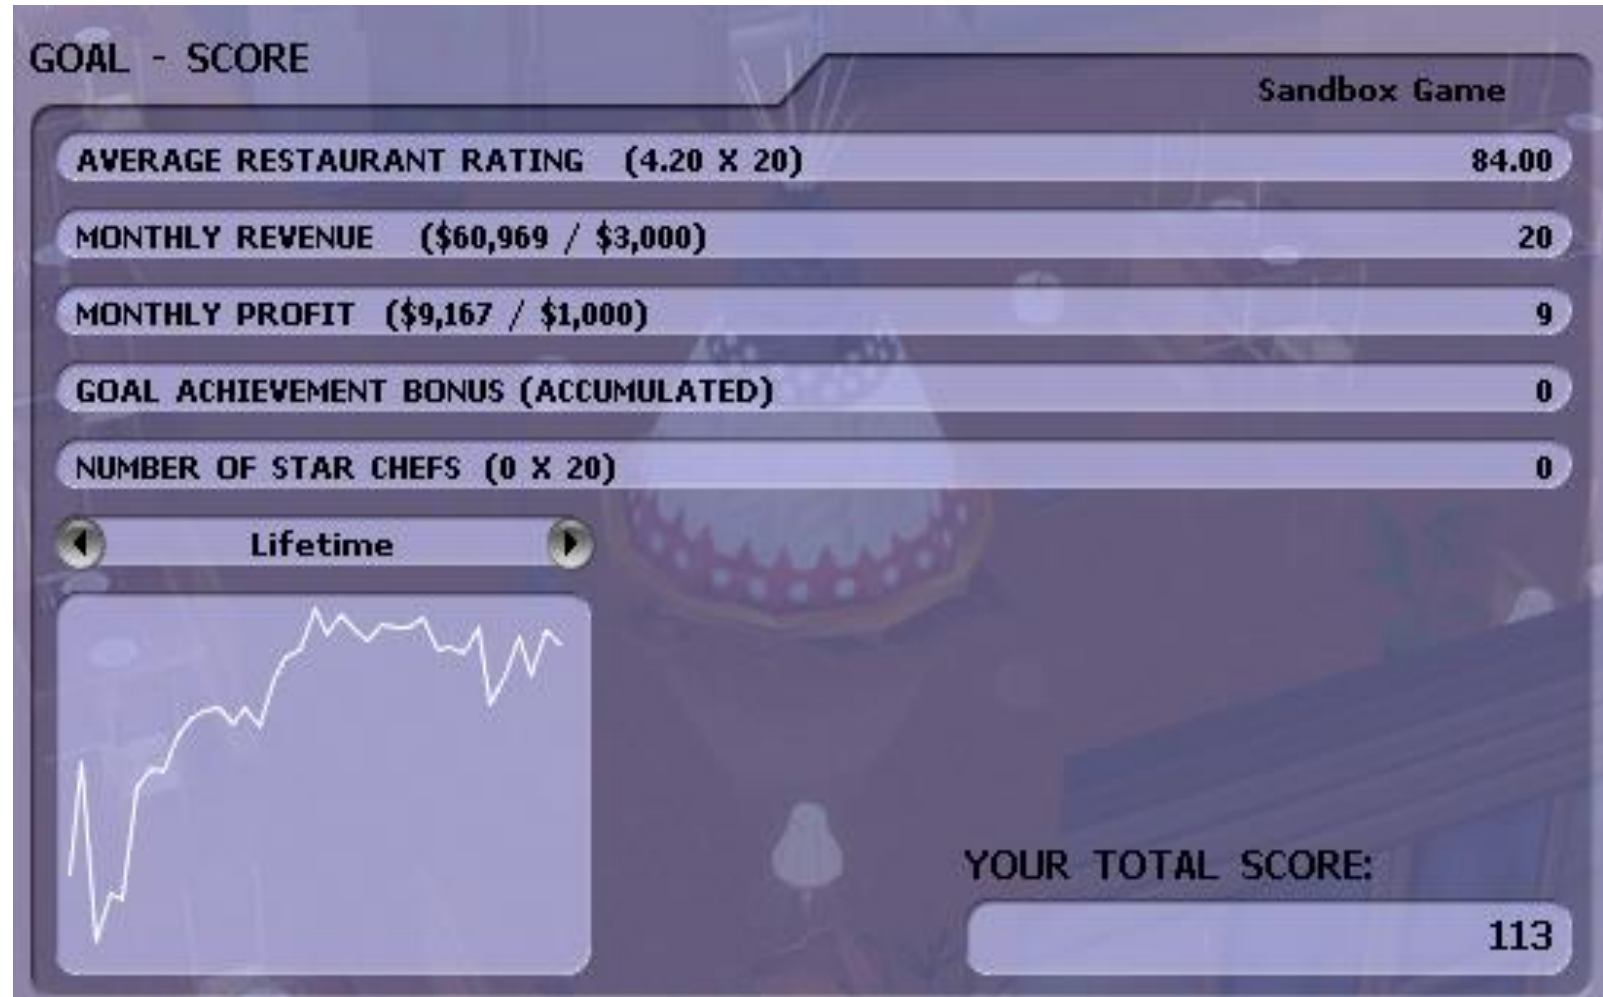 GOAL - SCORE
Sandbox Game
AVERAGE RESTAURANT RATING (4.20 X 20) 84.00
MONTHLY REVENUE ($60,969 / $3,000) 20
MONTHLY PROFIT ($9,167 / $1,000) 9
GOAL ACHIEVEMENT BONUS (ACCUMULATED) 0
NUMBER OF STAR CHEFS (0 X 20) 0
Lifetime
YOUR TOTAL SCORE:
113